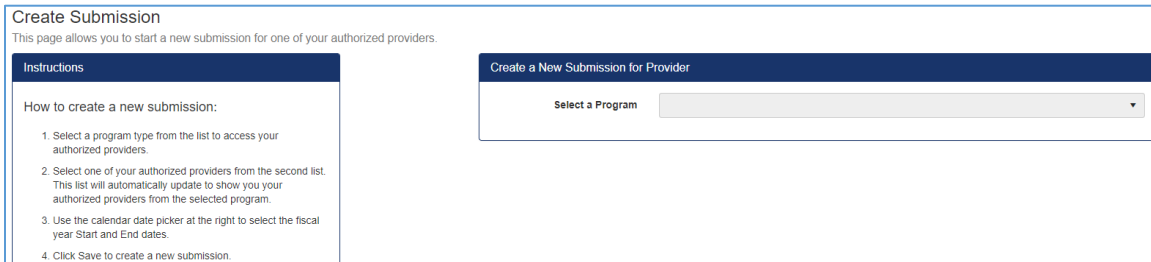 Create Submission
This page allows you to start a new submission for one of your authorized providers.
Instructions
How to create a new submission:
1. Select a program type from the list to access your
authorized providers.
2. Select one of your authorized providers from the second list.
This list will automatically update to show you your
authorized providers from the selected program.
3. Use the calendar date picker at the right to select the fiscal
year Start and End dates.
4. Click Save to create a new submission.
Create a New Submission for Provider
Select a Program